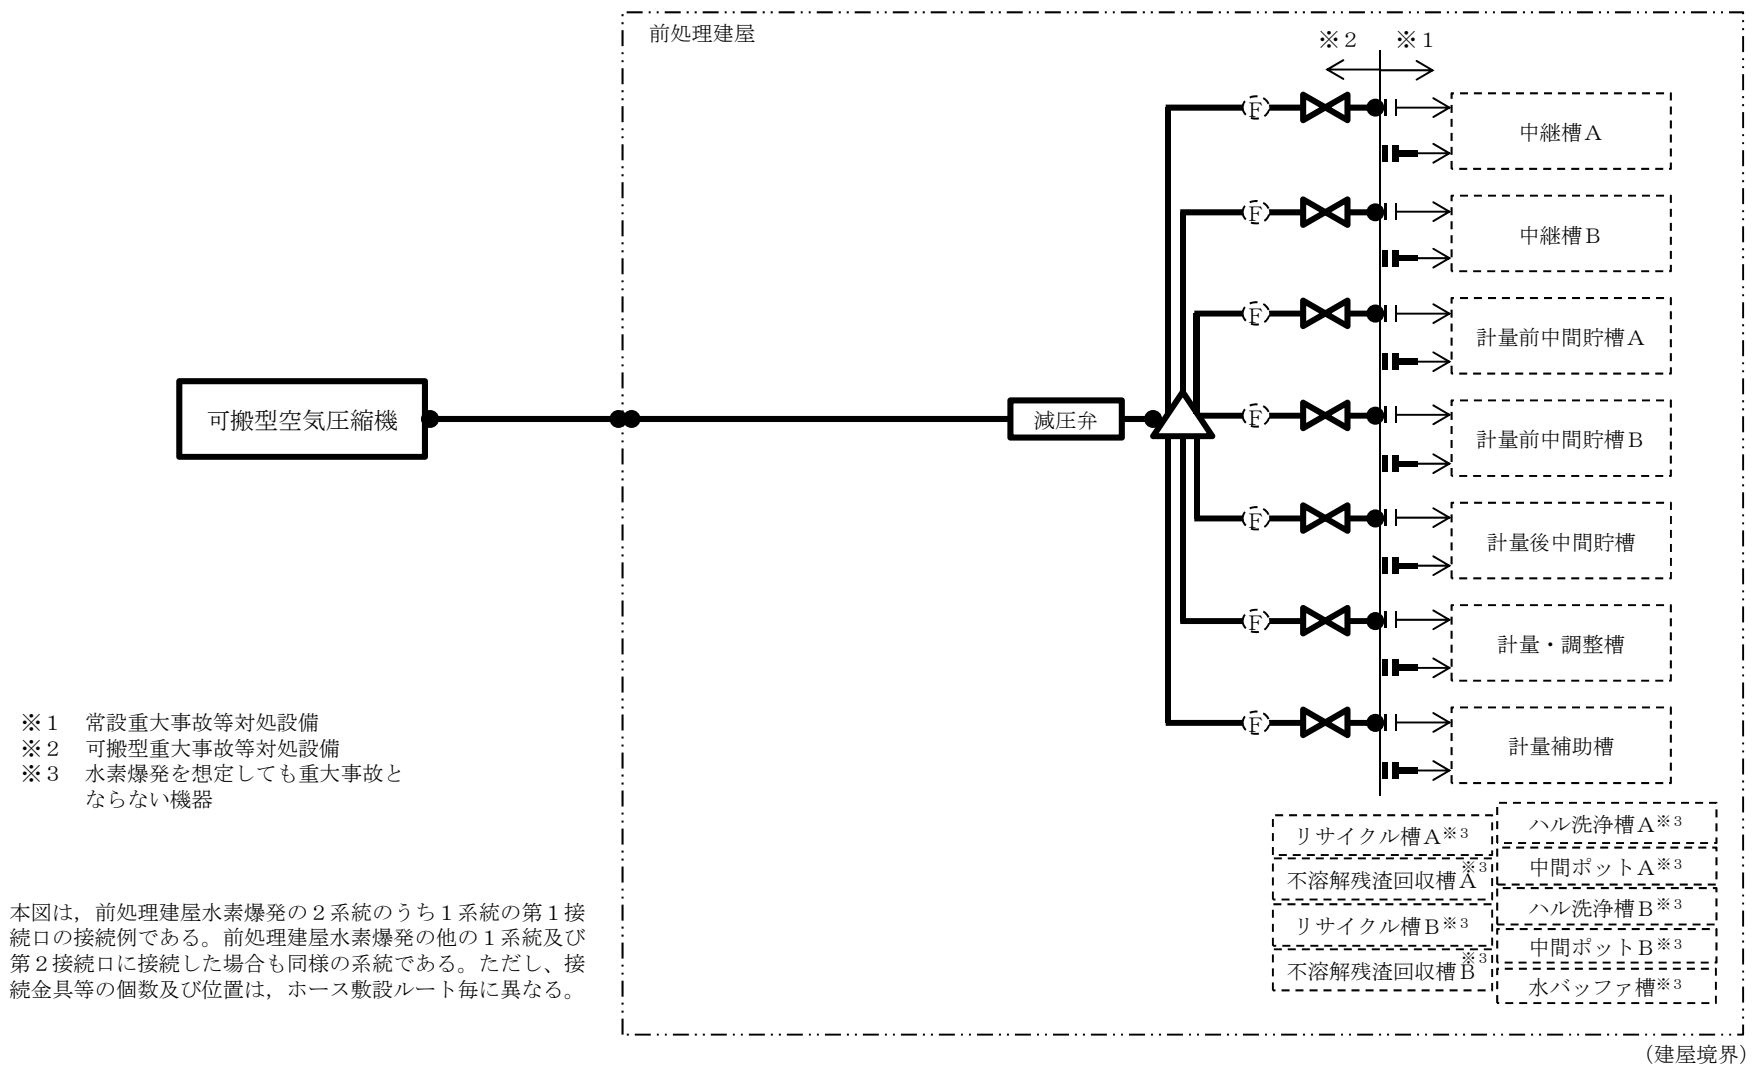 前処理建屋
※２
※１
Ｆ
中継槽Ａ
Ｆ
中継槽Ｂ
Ｆ
計量前中間貯槽Ａ
可搬型空気圧縮機
減圧弁
Ｆ
計量前中間貯槽Ｂ
Ｆ
計量後中間貯槽
Ｆ
計量・調整槽
Ｆ
計量補助槽
※１　常設重大事故等対処設備
※２　可搬型重大事故等対処設備
※３　水素爆発を想定しても重大事故と
ならない機器
リサイクル槽Ａ※３
不溶解残渣回収槽Ａ※３
リサイクル槽Ｂ※３
不溶解残渣回収槽Ｂ※３
ハル洗浄槽Ａ※３
中間ポットＡ※３
ハル洗浄槽Ｂ※３
中間ポットＢ※３
水バッファ槽※３
本図は，前処理建屋水素爆発の２系統のうち１系統の第１接
続口の接続例である。前処理建屋水素爆発の他の１系統及び
第２接続口に接続した場合も同様の系統である。ただし、接
続金具等の個数及び位置は，ホース敷設ルート毎に異なる。
（建屋境界）